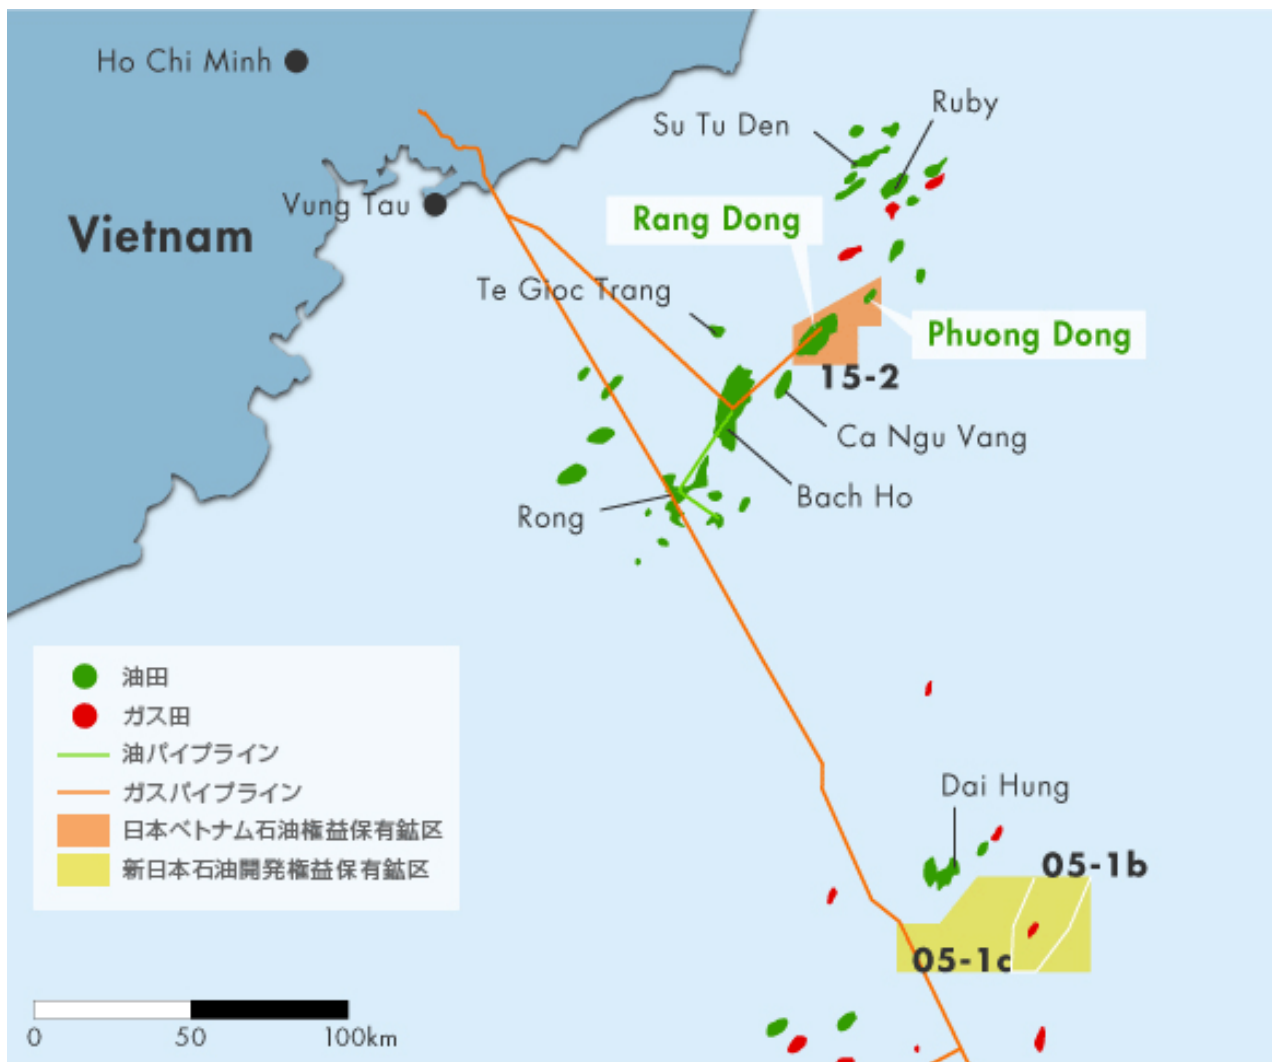 Ho Chi Minh
Ruby
Su Tu Den
Vung Tau
Rang Dong
Vietnam
Te Gioc Trang
Phuong Dong
15-2
Ca Ngu Vang
Bach Ho
Rong
油田
ガス田
油パイプライン
ガスパイプライン
日本ベトナム石油権益保有鉱区
新日本石油開発権益保有鉱区
Dai Hung
05-1b
05-1c
0 50 100km